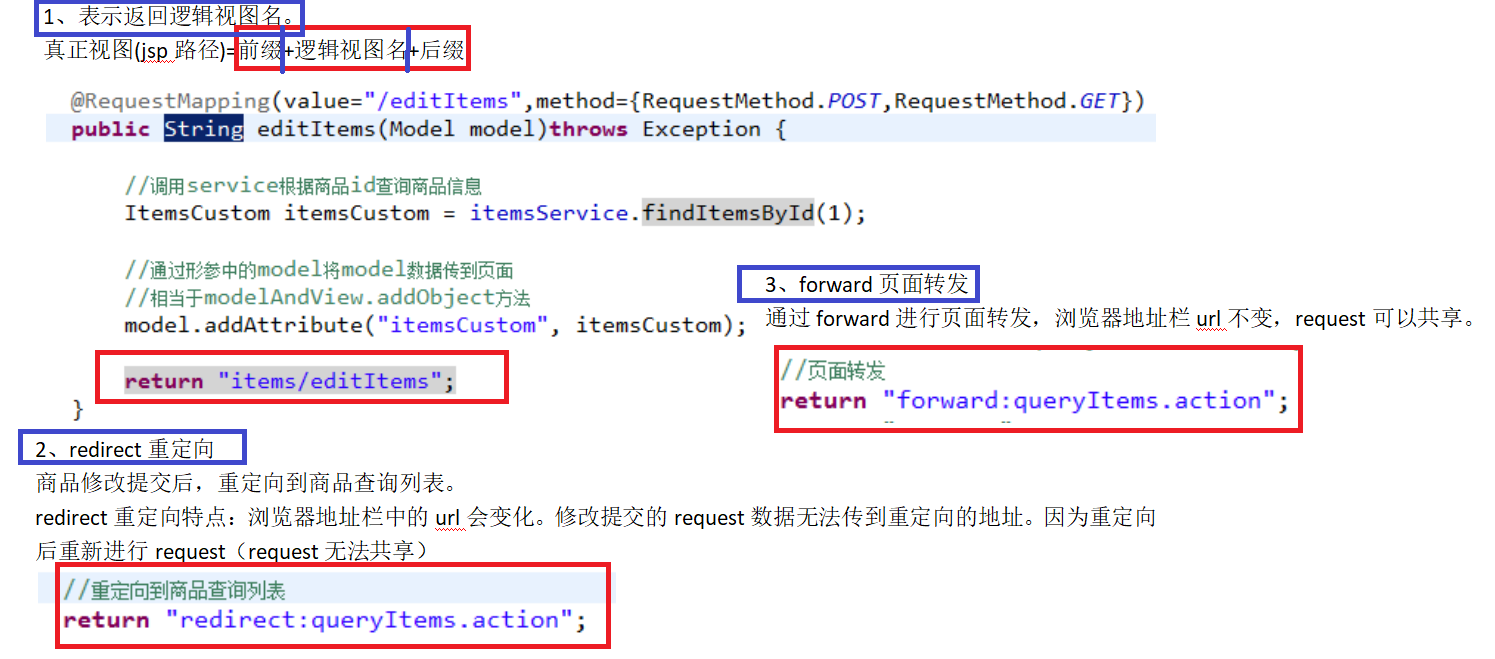 1、表示返回逻辑视图名。
真正视图(jsp 路径)=前缀+逻辑视图名+后缀
@RequestMapping(value="/editItems",method={RequestMethod.POST,RequestMethod.GET})
public String editItems(Model model)throws Exception {
//调用service根据商品id查询商品信息
ItemsCustom itemsCustom = itemsService.findItemsById(1);
//通过形参中的model将model数据传到页面
//相当于modelAndView.addObject方法
model.addAttribute("itemsCustom", itemsCustom);
return "items/editItems";
}
2、redirect 重定向
商品修改提交后，重定向到商品查询列表。
redirect 重定向特点：浏览器地址栏中的 url 会变化。修改提交的 request 数据无法传到重定向的地址。因为重定向
后重新进行 request（request 无法共享）
//重定向到商品查询列表
return "redirect:queryItems.action";
3、forward 页面转发
通过 forward 进行页面转发，浏览器地址栏 url 不变，request 可以共享。
//页面转发
return "forward:queryItems.action";